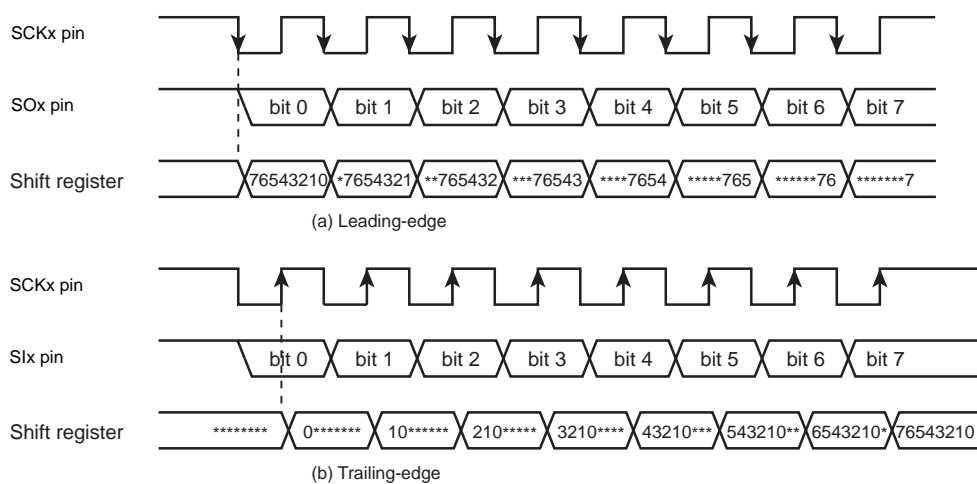 SCKx pin
SOx pin bit 0 bit 1 bit 2 bit 3 bit 4 bit 5 bit 6 bit 7
Shift register 76543210 *7654321 **765432 ***76543 ****7654 *****765 ******76 *******7
(a) Leading-edge
SCKx pin
SIx pin bit 0 bit 1 bit 2 bit 3 bit 4 bit 5 bit 6 bit 7
Shift register ******** 0******* 10****** 210***** 3210**** 43210*** 543210** 6543210* 76543210
(b) Trailing-edge